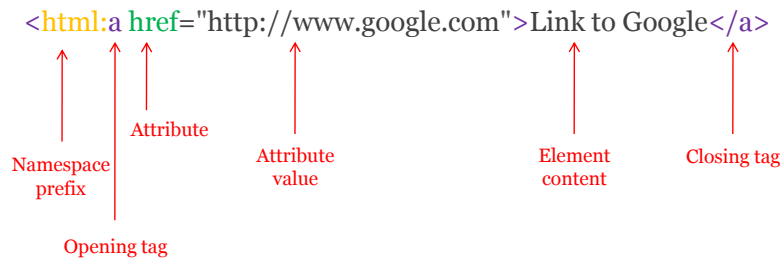 <html:a href="http://www.google.com">Link to Google</a>
Attribute
Namespace
prefix
Attribute
value
Element
content
Closing tag
Opening tag